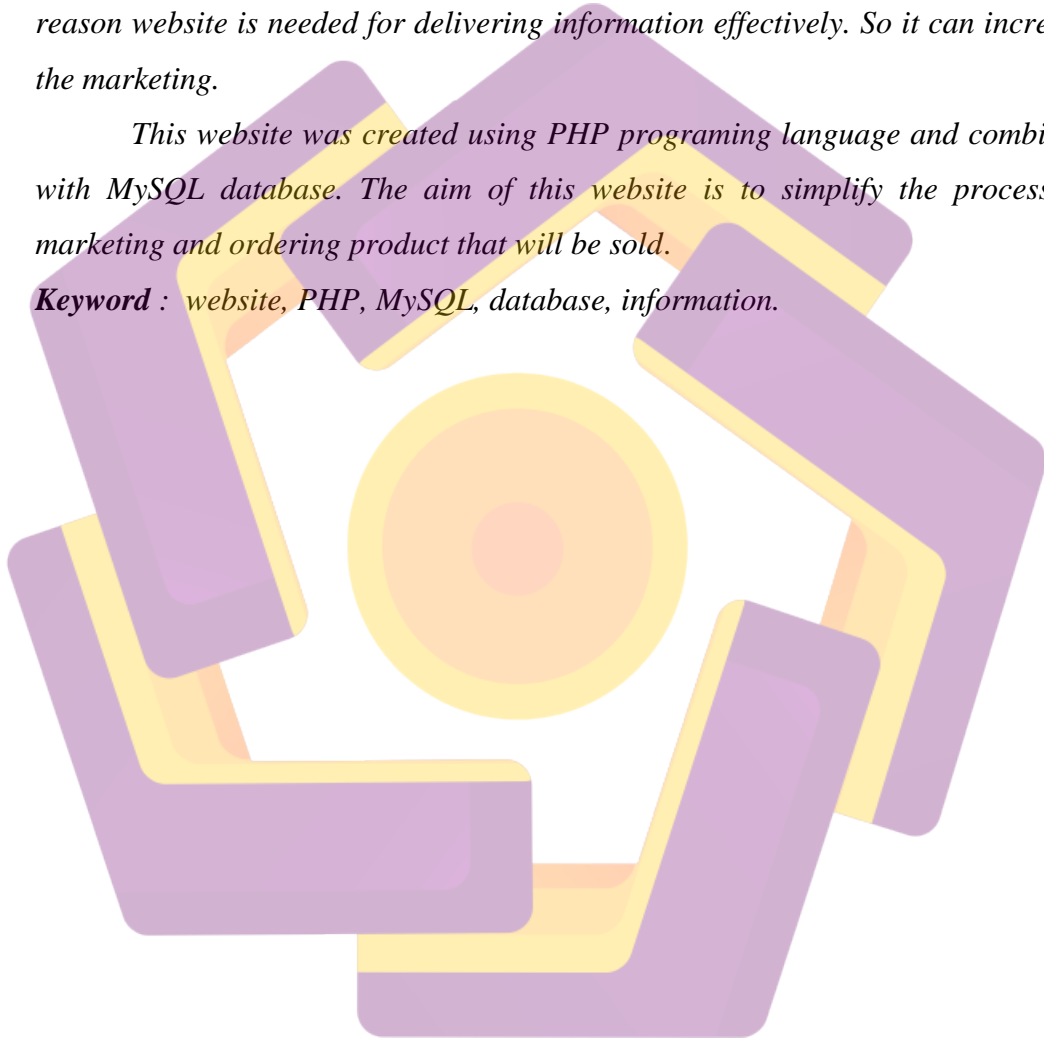 reason website is needed for delivering information effectively. So it can incre
the marketing.
This website was created using PHP programing language and combi
with MySQL database. The aim of this website is to simplify the process
marketing and ordering product that will be sold.
Keyword : website, PHP, MySQL, database, information.